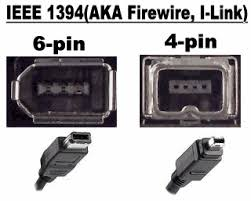 IEEE 1394(AKA Firewire, I-Link)
6-pin 4-pin